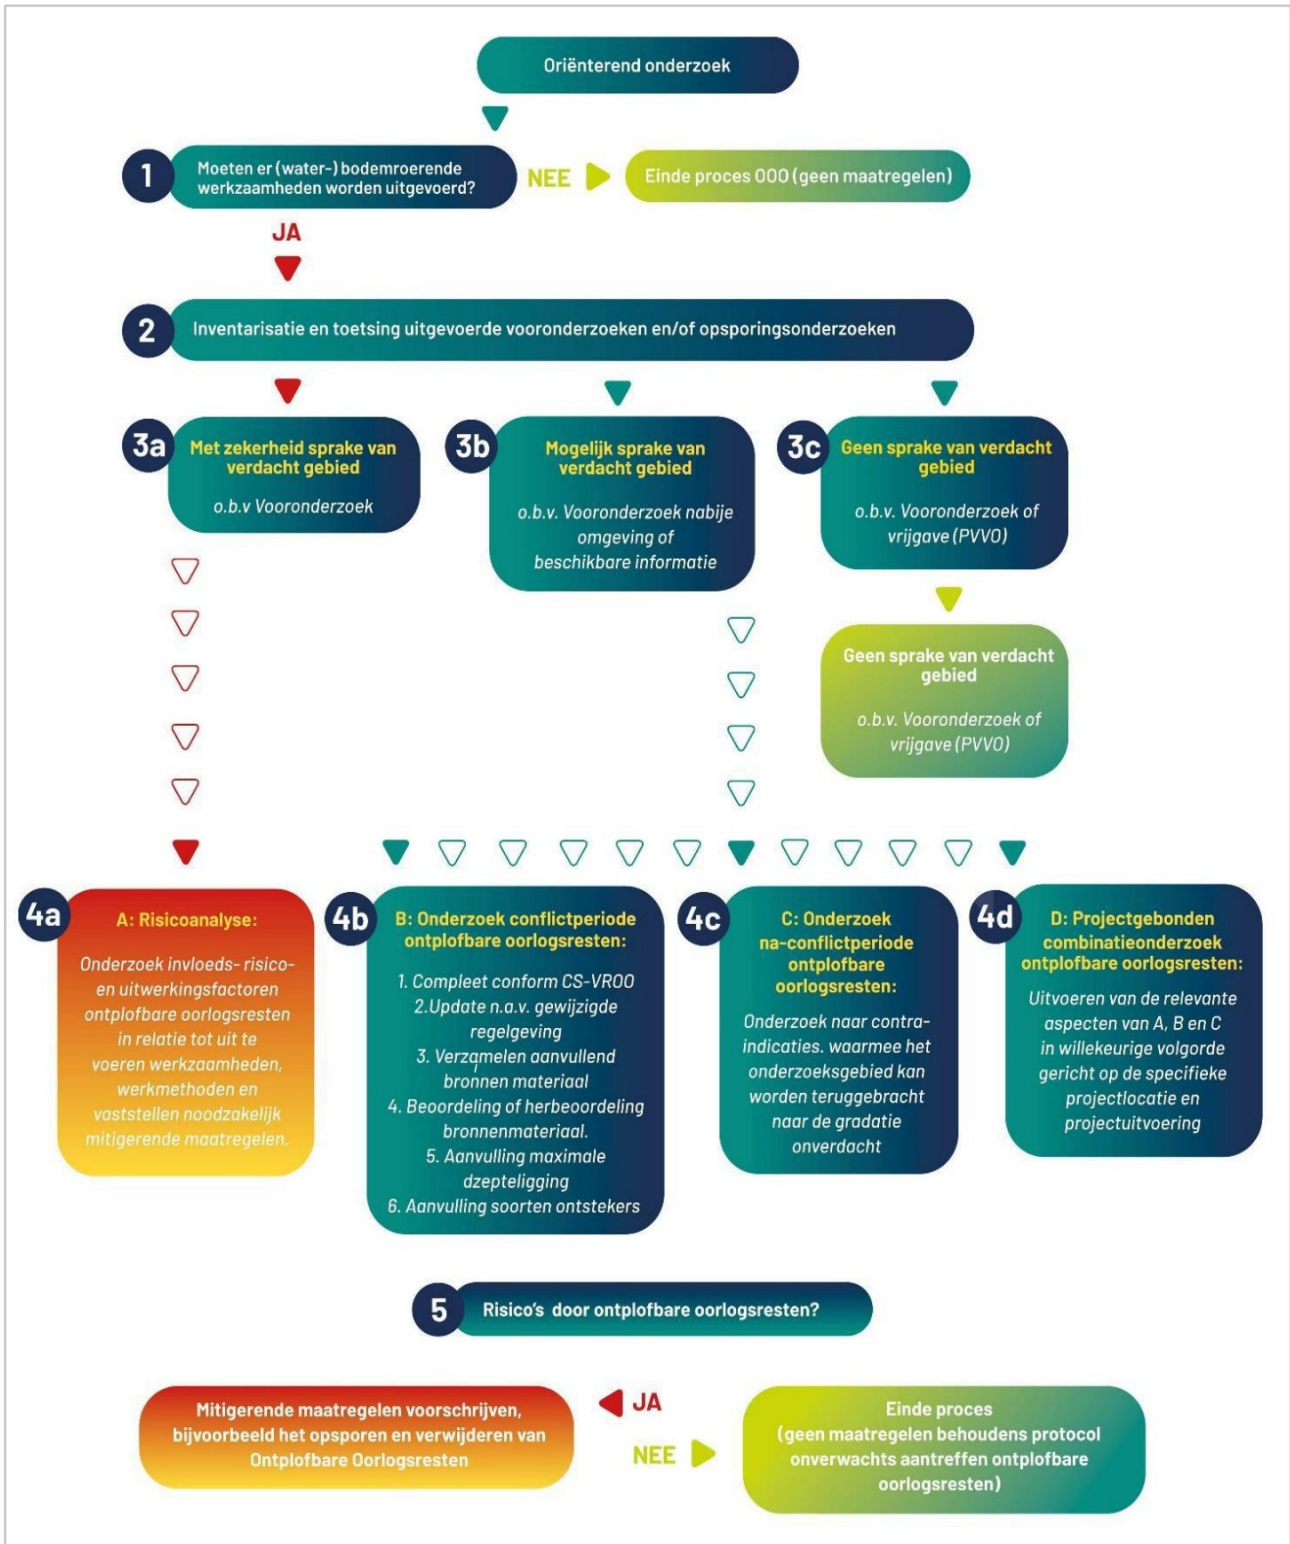 Oriënterend onderzoek
1
Moeten er (water-) bodemroerende
werkzaamheden worden uitgevoerd?
NEE
Einde proces OOO (geen maatregelen)
JA
2
Inventarisatie en toetsing uitgevoerde vooronderzoeken en/of opsporingsonderzoeken
3a
Met zekerheid sprake van
verdacht gebied
o.b.v Vooronderzoek
3b
Mogelijk sprake van
verdacht gebied
o.b.v. Vooronderzoek nabije
omgeving of
beschikbare informatie
3c
Geen sprake van verdacht
gebied
o.b.v. Vooronderzoek of
vrijgave (PVVO)
Geen sprake van verdacht
gebied
o.b.v. Vooronderzoek of
vrijgave (PVVO)
4a
A: Risicoanalyse:
Onderzoek invloeds- risico-
en uitwerkingsfactoren
ontplofbare oorlogsresten
in relatie tot uit te
voeren werkzaamheden,
werkmethoden en
vaststellen noodzakelijk
mitigerende maatregelen.
4b
B: Onderzoek conflictperiode
ontplofbare oorlogsresten:
1. Compleet conform CS-VROO
2.Update n.a.v. gewijzigde
regelgeving
3. Verzamelen aanvullend
bronnen materiaal
4. Beoordeling of herbeoordeling
bronnenmateriaal.
5. Aanvulling maximale
dzepteligging
6. Aanvulling soorten ontstekers
4c
C: Onderzoek
na-conflictperiode
ontplofbare
oorlogsresten:
Onderzoek naar contra-
indicaties. waarmee het
onderzoeksgebied kan
worden teruggebracht
naar de gradatie
onverdacht
4d
D: Projectgebonden
combinatieonderzoek
ontplofbare oorlogsresten:
Uitvoeren van de relevante
aspecten van A, B en C
in willekeurige volgorde
gericht op de specifieke
projectlocatie en
projectuitvoering
5
Risico's door ontplofbare oorlogsresten?
Mitigerende maatregelen voorschrijven,
bijvoorbeeld het opsporen en verwijderen van
Ontplofbare Oorlogsresten
JA
NEE
Einde proces
(geen maatregelen behoudens protocol
onverwachts aantreffen ontplofbare
oorlogsresten)